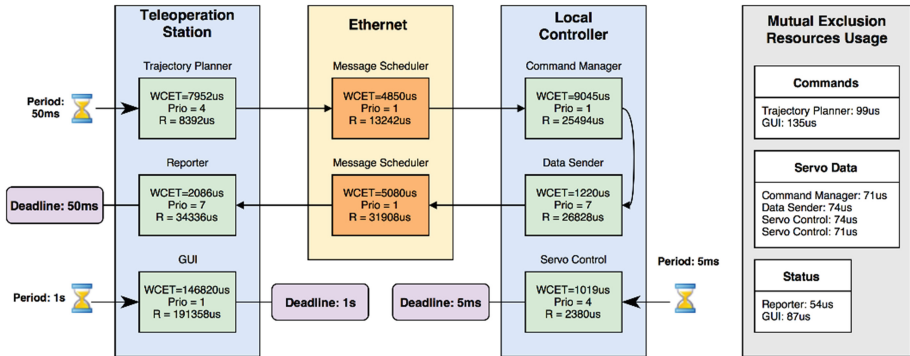 Teleoperation
Station
Ethernet
Local
Controller
Mutual Exclusion
Resources Usage
Trajectory Planner
Message Scheduler
Command Manager
Period:
50ms
WCET=7952us
Prio = 4
R = 8392us
WCET=4850us
Prio = 1
R = 13242us
WCET=9045us
Prio = 1
R = 25494us
Reporter
Message Scheduler
Data Sender
Deadline: 50ms
WCET=2086us
Prio = 7
R = 34336us
WCET=5080us
Prio = 1
R = 31908us
WCET=1220us
Prio = 7
R = 26828us
GUI
Servo Control
Period: 1s
WCET=146820us
Prio = 1
R = 191358us
Deadline: 1s
Deadline: 5ms
WCET=1019us
Prio = 4
R = 2380us
Period: 5ms
Commands
Trajectory Planner: 99us
GUI: 135us
Servo Data
Command Manager: 71us
Data Sender: 74us
Servo Control: 74us
Servo Control: 71us
Status
Reporter: 54us
GUI: 87us